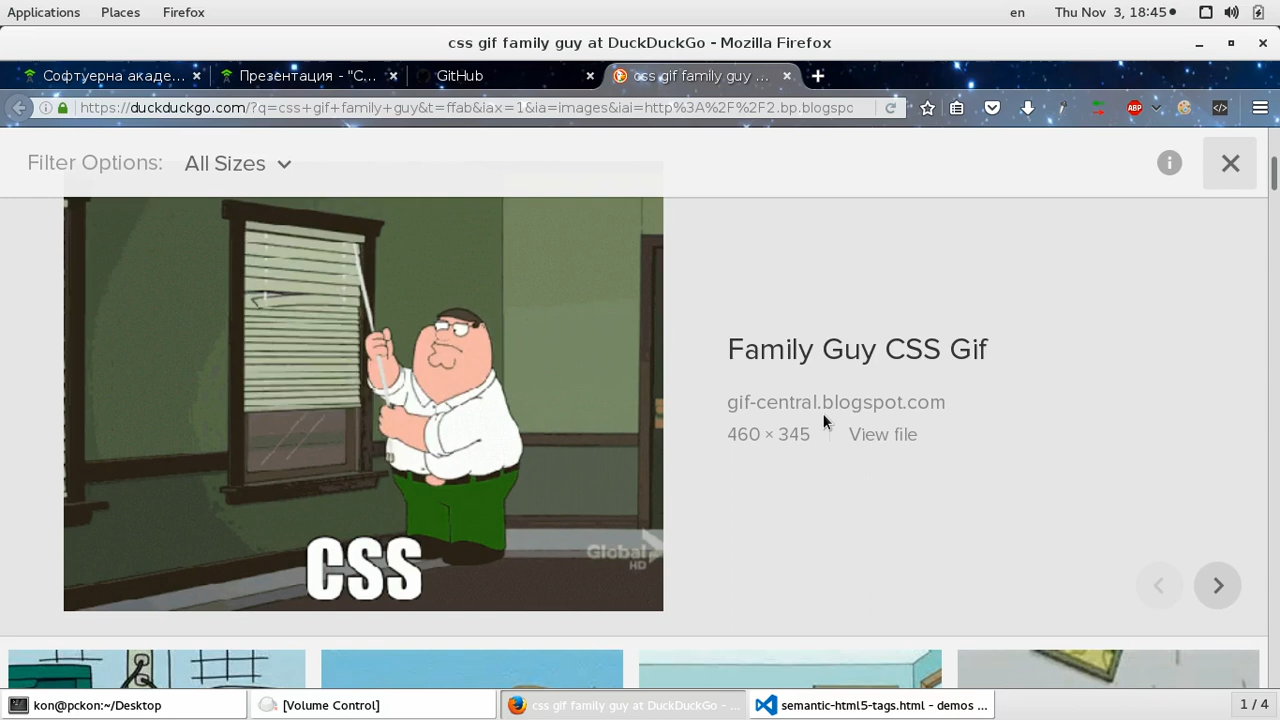 Applications Places Firefox en Thu Nov 3, 18:45
css gif family guy at DuckDuckGo - Mozilla Firefox
Софтуерна акаде... Презентация - "С... GitHub css gif family guy ...
https://duckduckgo.com/?q=css+gif+family+guy&t=ffab&iax=1&ia=images&iai=http%3A%2F%2F2.bp.blogspo ABP
Filter Options: All Sizes
Family Guy CSS Gif
gif-central.blogspot.com
460 × 345 View file
CSS
Global
HD
kon@pckon:~/Desktop [Volume Control] css gif family guy at DuckDuckGo - ... semantic-html5-tags.html - demos ... 1 / 4